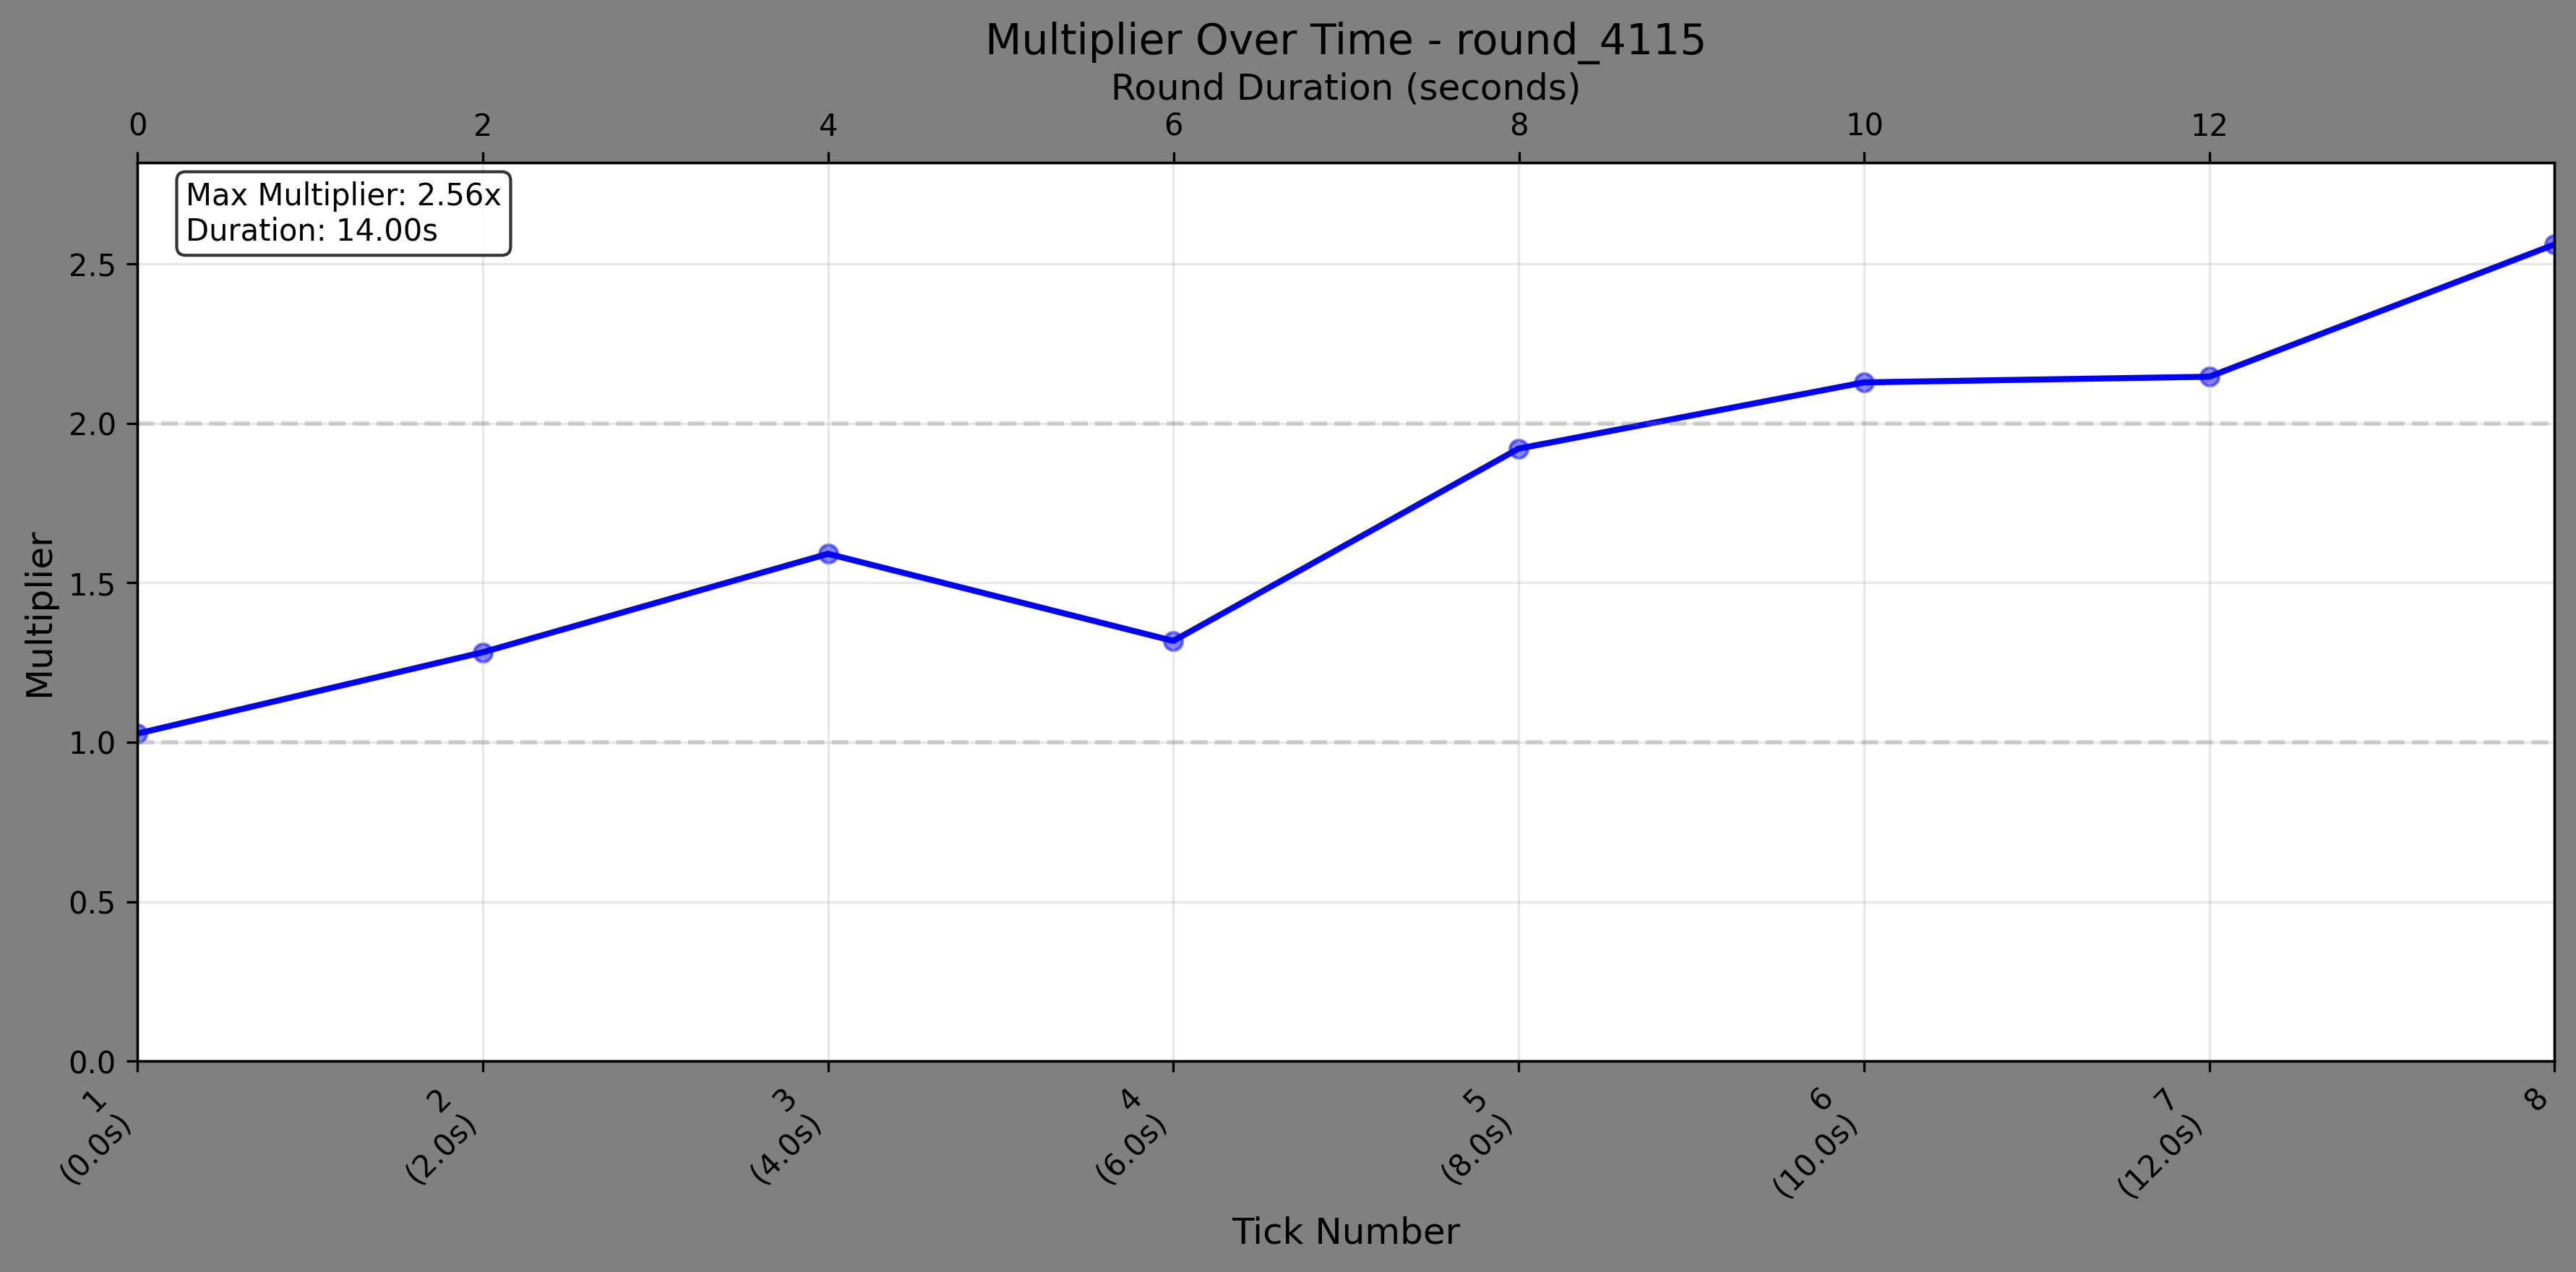 Multiplier Over Time - round_4115
Round Duration (seconds)
0 2 4 6 8 10 12
Max Multiplier: 2.56x
Duration: 14.00s
2.5
2.0
1.5
1.0
0.5
0.0
Multiplier
1 2 3 4 5 6 7 8
(0.0s) (2.0s) (4.0s) (6.0s) (8.0s) (10.0s) (12.0s)
Tick Number